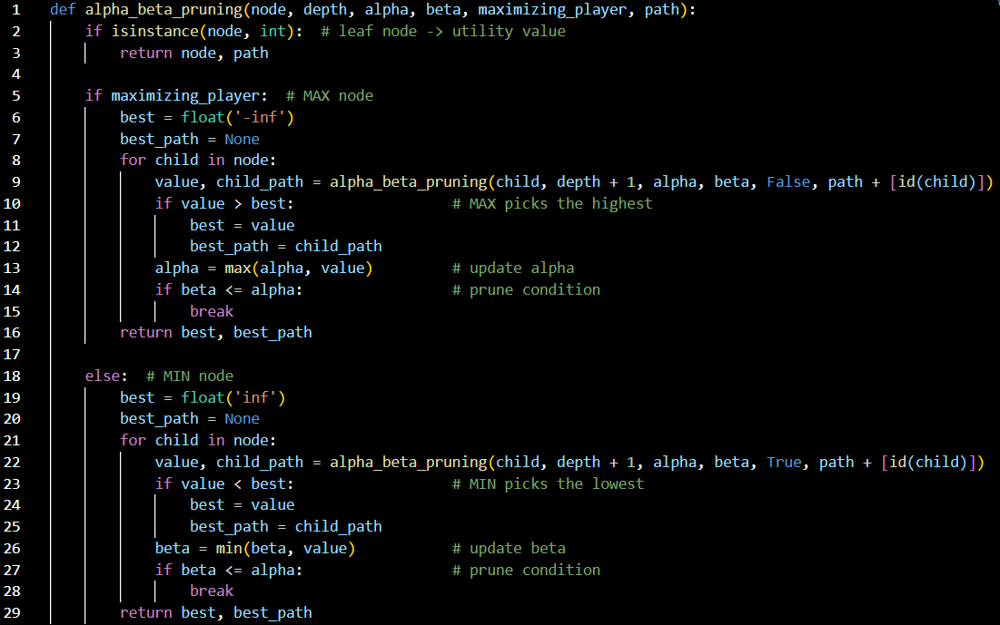 1 def alpha_beta_pruning(node, depth, alpha, beta, maximizing_player, path):
2     if isinstance(node, int):  # leaf node -> utility value
3         return node, path
4
5     if maximizing_player:  # MAX node
6         best = float('-inf')
7         best_path = None
8         for child in node:
9             value, child_path = alpha_beta_pruning(child, depth + 1, alpha, beta, False, path + [id(child)])
10             if value > best:                  # MAX picks the highest
11                 best = value
12                 best_path = child_path
13             alpha = max(alpha, value)         # update alpha
14             if beta <= alpha:                 # prune condition
15                 break
16         return best, best_path
17
18     else:  # MIN node
19         best = float('inf')
20         best_path = None
21         for child in node:
22             value, child_path = alpha_beta_pruning(child, depth + 1, alpha, beta, True, path + [id(child)])
23             if value < best:                  # MIN picks the lowest
24                 best = value
25                 best_path = child_path
26             beta = min(beta, value)           # update beta
27             if beta <= alpha:                 # prune condition
28                 break
29         return best, best_path